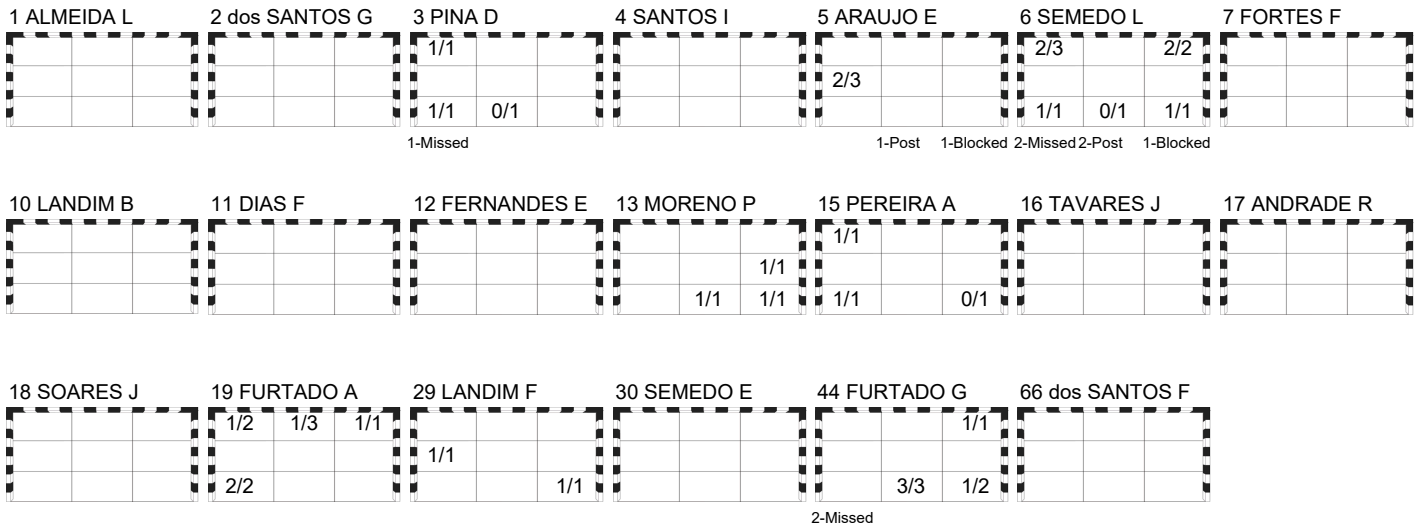 1 ALMEIDA L 2 dos SANTOS G 3 PINA D 4 SANTOS I 5 ARAUJO E 6 SEMEDO L 7 FORTES F
1/1 2/3 2/2
2/3
1/1 0/1 1/1 0/1 1/1
1-Missed 1-Post 1-Blocked 2-Missed 2-Post 1-Blocked
10 LANDIM B 11 DIAS F 12 FERNANDES E 13 MORENO P 15 PEREIRA A 16 TAVARES J 17 ANDRADE R
1/1
1/1
1/1 1/1 1/1 0/1
18 SOARES J 19 FURTADO A 29 LANDIM F 30 SEMEDO E 44 FURTADO G 66 dos SANTOS F
1/2 1/3 1/1 1/1
1/1
2/2 1/1 3/3 1/2
2-Missed